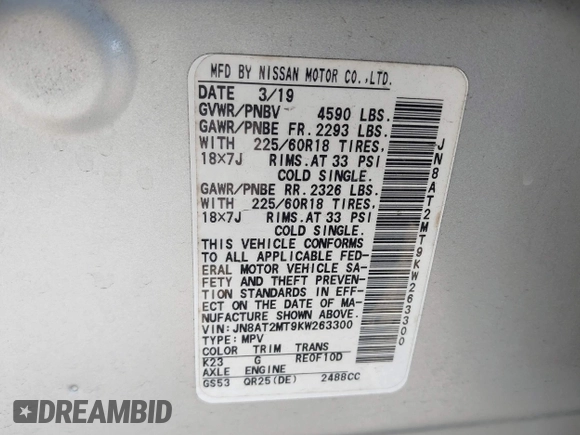 MFD BY NISSAN MOTOR CO.,LTD.
DATE 3/19
GVWR/PNBV 4590 LBS.
GAWR/PNBE FR. 2293 LBS.
WITH 225/60R18 TIRES,
18×7J RIMS.AT 33 PSI
COLD SINGLE.
GAWR/PNBE RR. 2326 LBS.
WITH 225/60R18 TIRES,
18×7J RIMS.AT 33 PSI
COLD SINGLE.
THIS VEHICLE CONFORMS
TO ALL APPLICABLE FED-
ERAL MOTOR VEHICLE SA-
FETY AND THEFT PREVEN-
TION STANDARDS IN EFF-
ECT ON THE DATE OF MA-
NUFACTURE SHOWN ABOVE.
VIN:JN8AT2MT9KW263300
TYPE:MPV
COLOR TRIM TRANS
K23 G RE0F10D
AXLE ENGINE
GS53 QR25(DE) 2488CC
JN8AT2MT9KW263300
DREAMBID